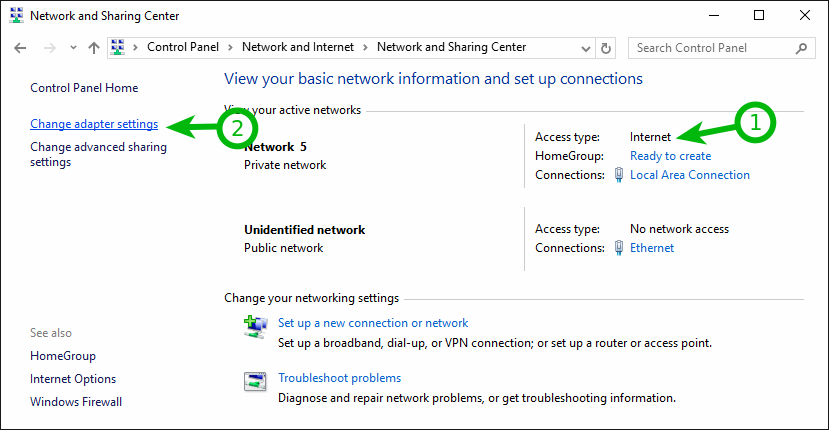 Network and Sharing Center
Control Panel > Network and Internet > Network and Sharing Center
Search Control Panel
Control Panel Home
Change adapter settings
2
Change advanced sharing
settings
See also
HomeGroup
Internet Options
Windows Firewall
View your basic network information and set up connections
View your active networks
Network 5
Private network
Access type: Internet
1
HomeGroup: Ready to create
Connections: Local Area Connection
Unidentified network
Public network
Access type: No network access
Connections: Ethernet
Change your networking settings
Set up a new connection or network
Set up a broadband, dial-up, or VPN connection; or set up a router or access point.
Troubleshoot problems
Diagnose and repair network problems, or get troubleshooting information.